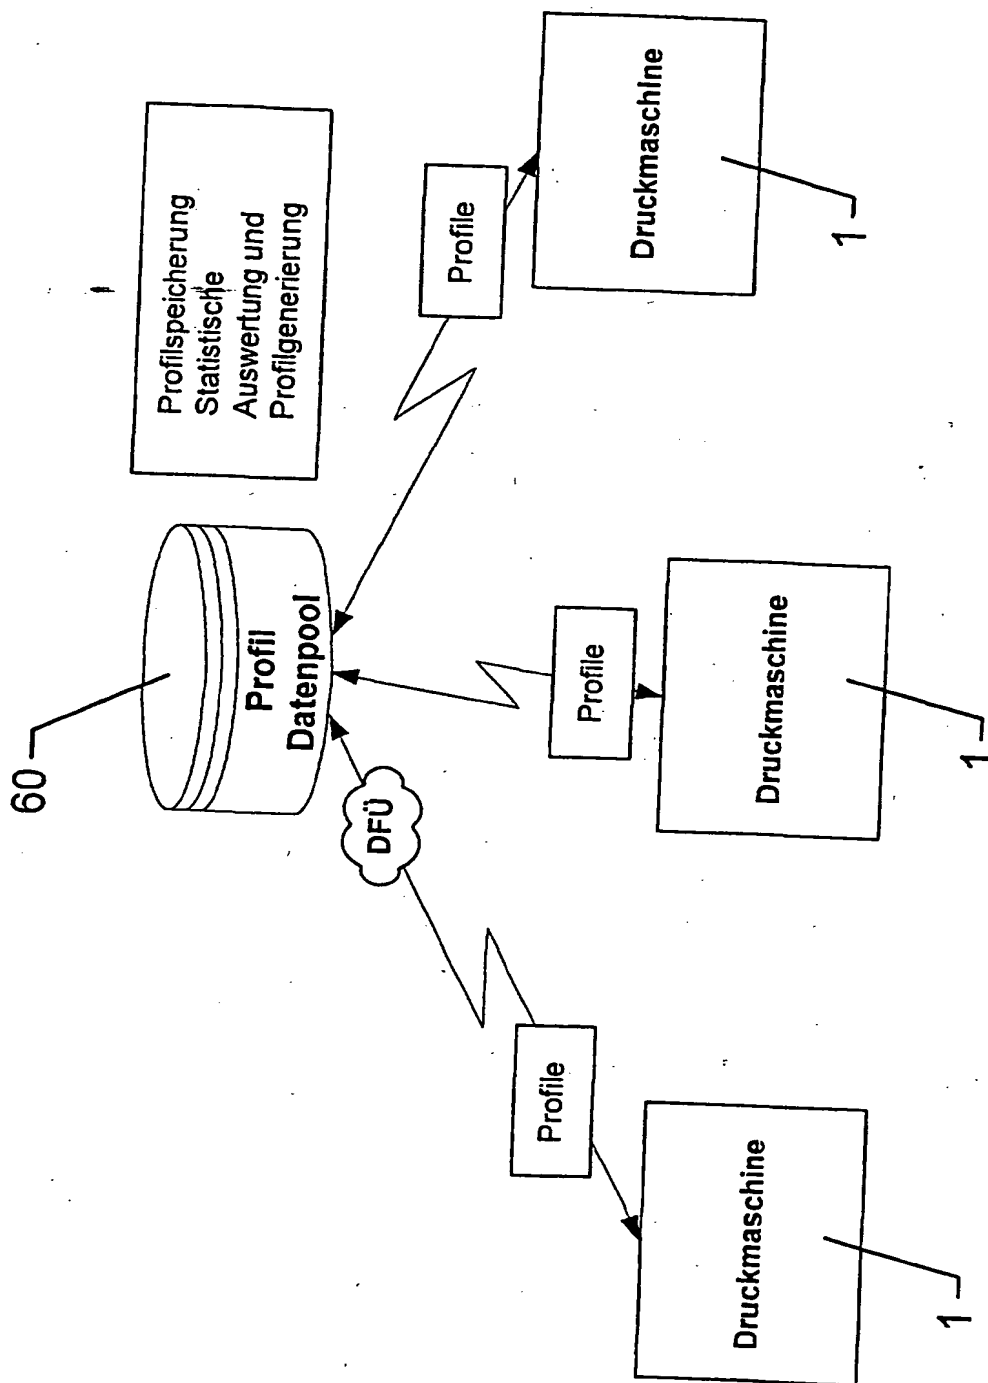 60
Profil
Datenpool
Profilspeicherung
Statistische
Auswertung und
Profilgenerierung
DFÜ
Profile
Profile
Profile
Druckmaschine
Druckmaschine
Druckmaschine
1
1
1